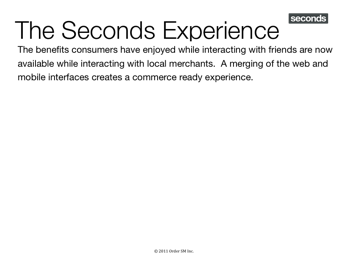 seconds
The Seconds Experience
The benefits consumers have enjoyed while interacting with friends are now
available while interacting with local merchants.  A merging of the web and
mobile interfaces creates a commerce ready experience.
© 2011 Order SM Inc.